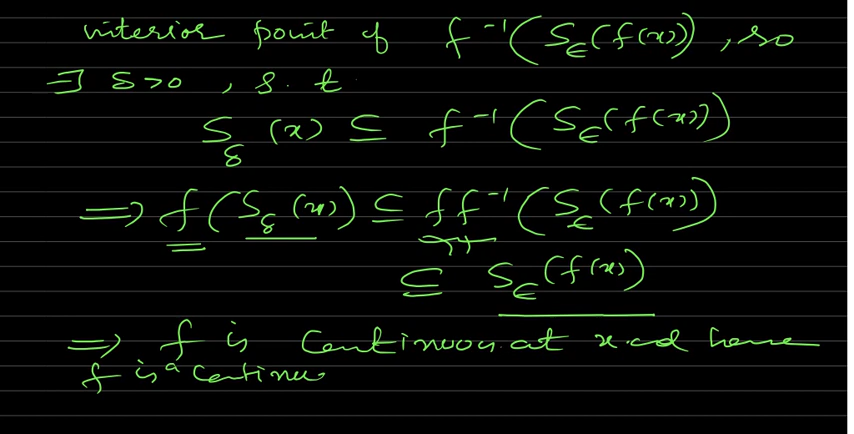 interior point of f⁻¹(S_ε(f(x)), so
∃ δ>0, s.t
S_δ(x) ⊆ f⁻¹(S_ε(f(x))
⟹ f(S_δ(x)) ⊆ ff⁻¹(S_ε(f(x))
⊆ S_ε(f(x)
⟹ f is continuous at x and hence
f is a continu